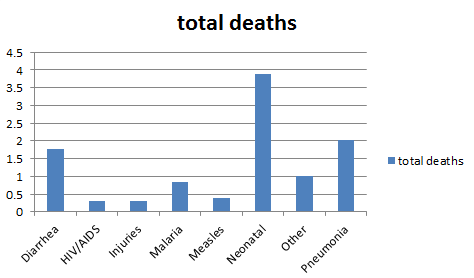 total deaths
4.5
4
3.5
3
2.5
2
1.5
1
0.5
0
Diarrhea
HIV/AIDS
Injuries
Malaria
Measles
Neonatal
Other
Pneumonia
total deaths